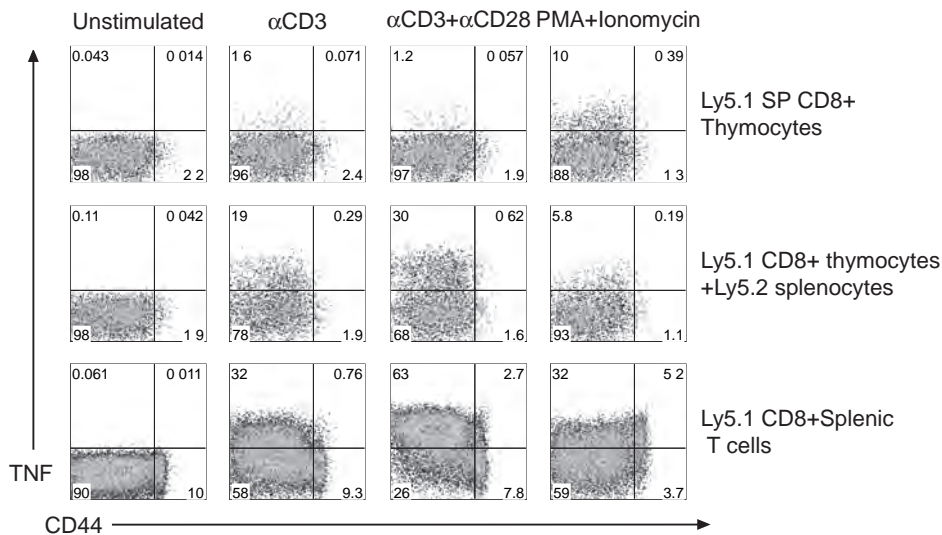 Unstimulated αCD3 αCD3+αCD28 PMA+Ionomycin
0.043 0 014 1 6 0.071 1.2 0 057 10 0 39
Ly5.1 SP CD8+
Thymocytes
98 2 2 96 2.4 97 1.9 88 1 3
0.11 0 042 19 0.29 30 0 62 5.8 0.19
Ly5.1 CD8+ thymocytes
+Ly5.2 splenocytes
98 1 9 78 1.9 68 1.6 93 1.1
0.061 0 011 32 0.76 63 2.7 32 5 2
Ly5.1 CD8+Splenic
T cells
90 10 58 9.3 26 7.8 59 3.7
TNF
CD44